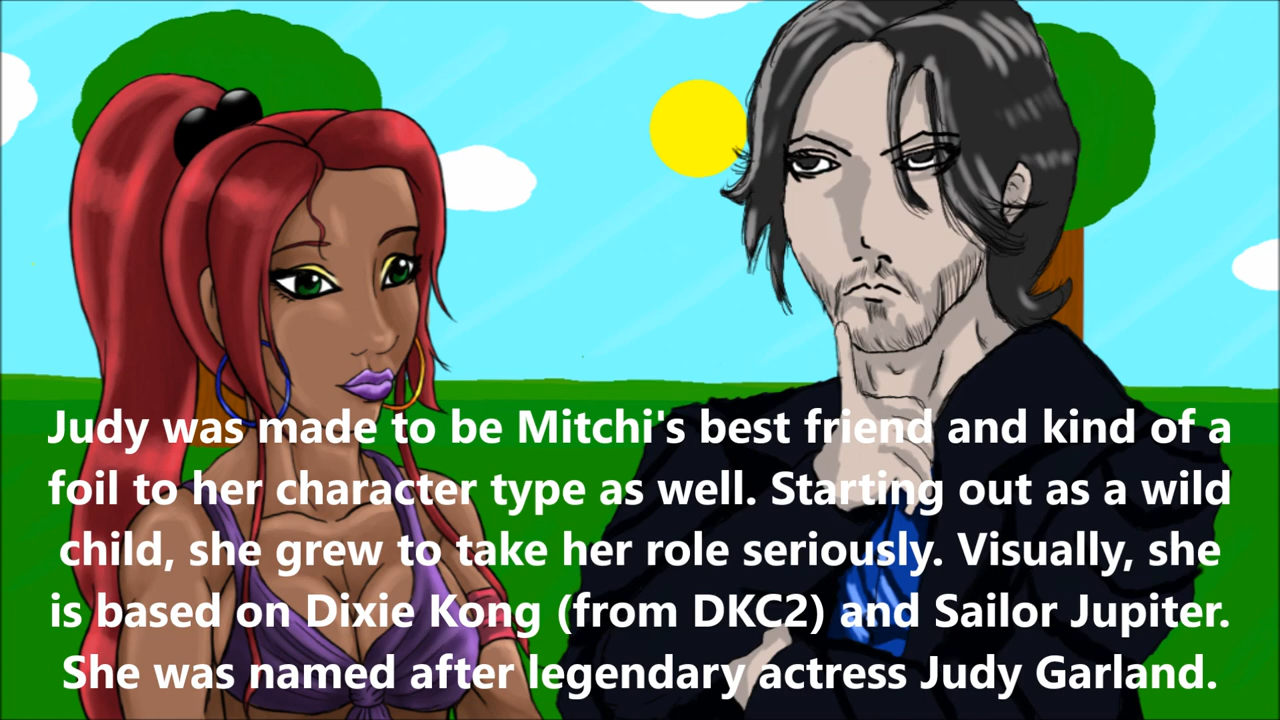 Judy was made to be Mitchi's best friend and kind of a
foil to her character type as well. Starting out as a wild
child, she grew to take her role seriously. Visually, she
is based on Dixie Kong (from DKC2) and Sailor Jupiter.
She was named after legendary actress Judy Garland.